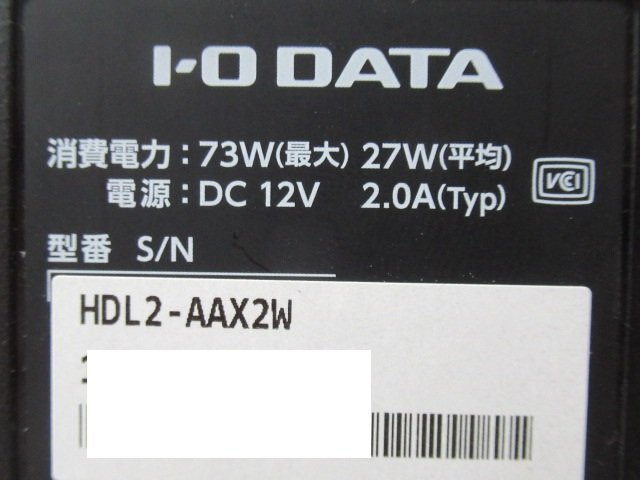 I-O DATA
消費電力：73W(最大) 27W(平均)
電源：DC 12V 2.0A(Typ)
VCI
型番 S/N
HDL2-AAX2W